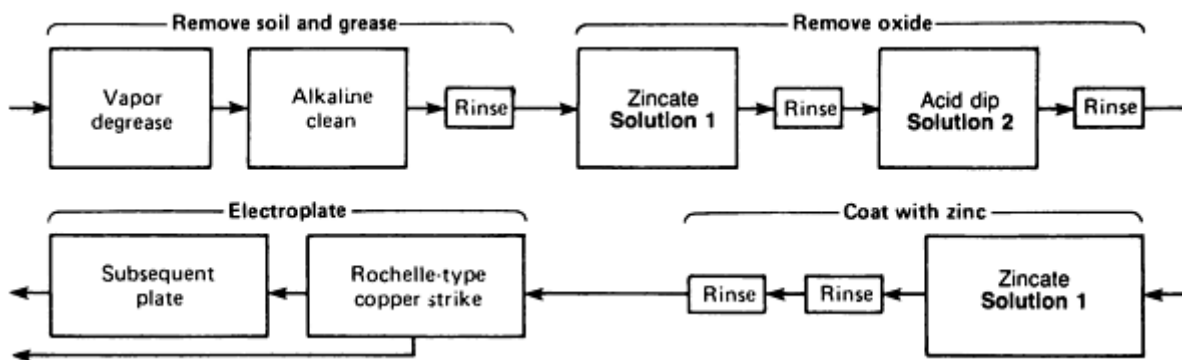 Remove soil and grease
Remove oxide
Vapor
degrease
Alkaline
clean
Rinse
Zincate
Solution 1
Rinse
Acid dip
Solution 2
Rinse
Electroplate
Coat with zinc
Subsequent
plate
Rochelle-type
copper strike
Rinse
Rinse
Zincate
Solution 1